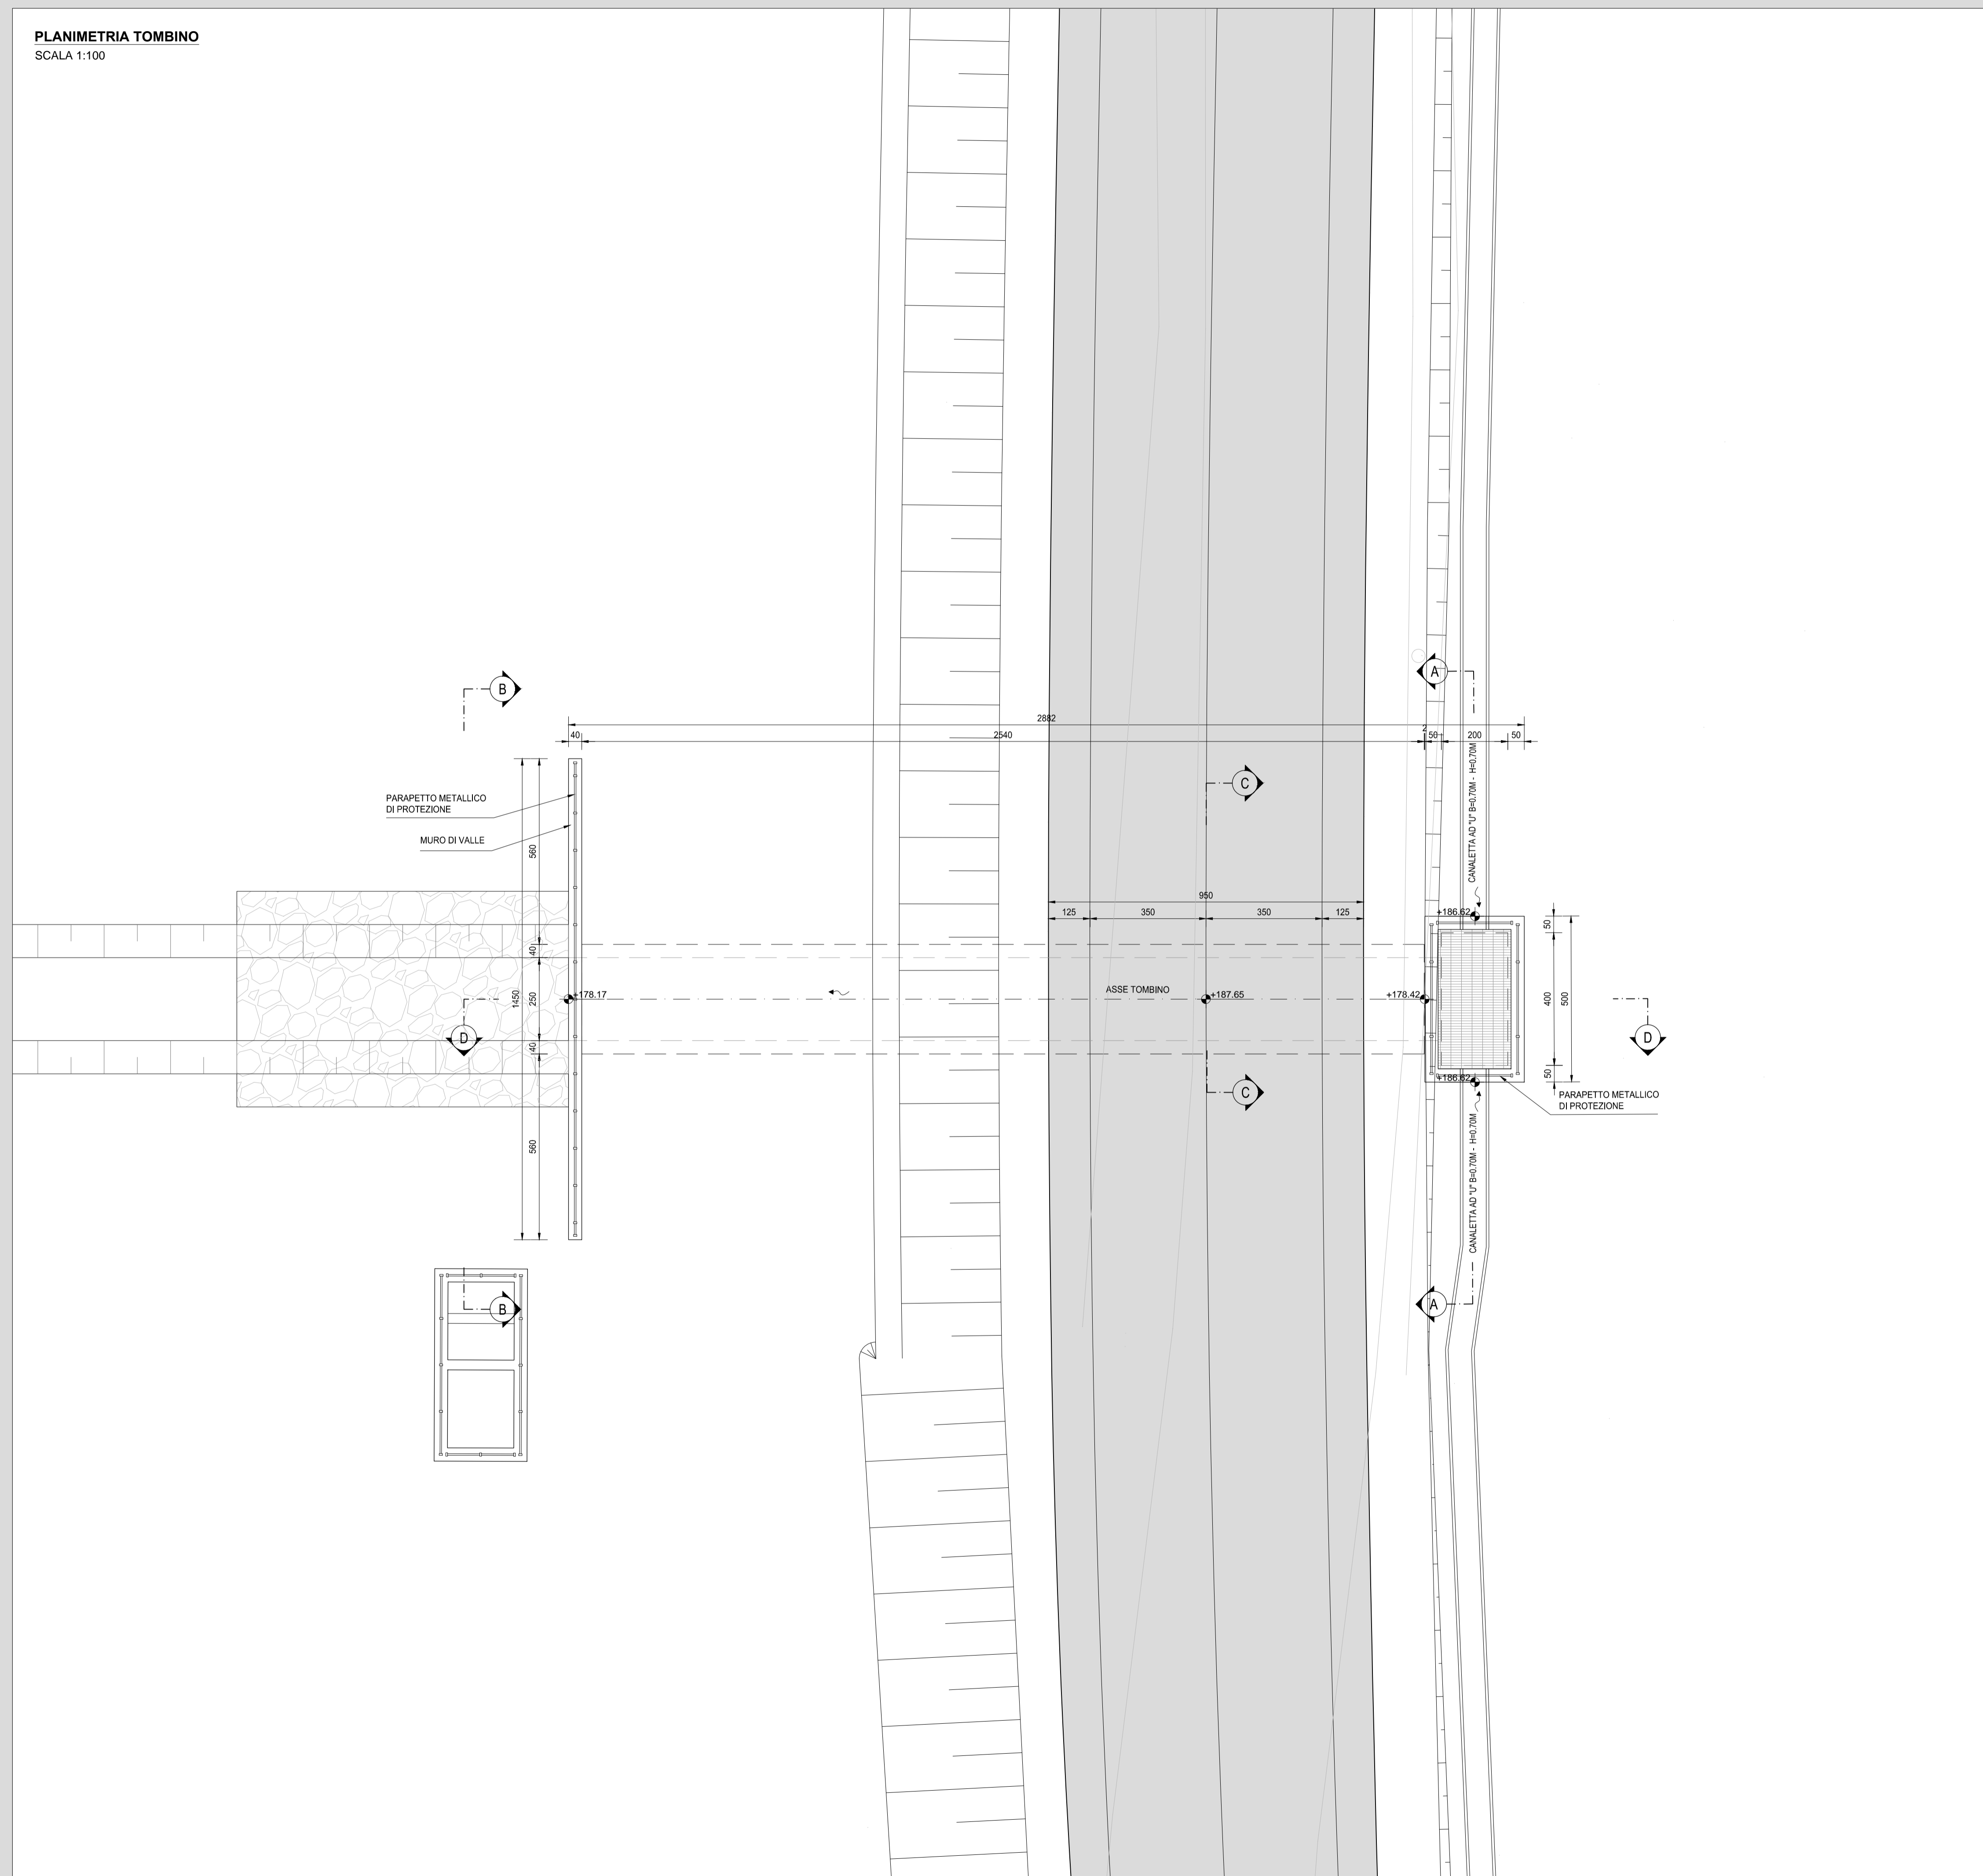 PLANIMETRIA TOMBINO
SCALA 1:100
B
A
2882
40
2540
2
50
200
50
CANALETTA AD "U" B=0.70M - H=0.70M
C
PARAPETTO METALLICO
DI PROTEZIONE
MURO DI VALLE
560
950
125
350
350
125
+186.62
50
40
1450
250
+178.17
ASSE TOMBINO
+187.65
+178.42
400
500
D
D
40
+186.62
50
C
PARAPETTO METALLICO
DI PROTEZIONE
560
CANALETTA AD "U" B=0.70M - H=0.70M
B
A